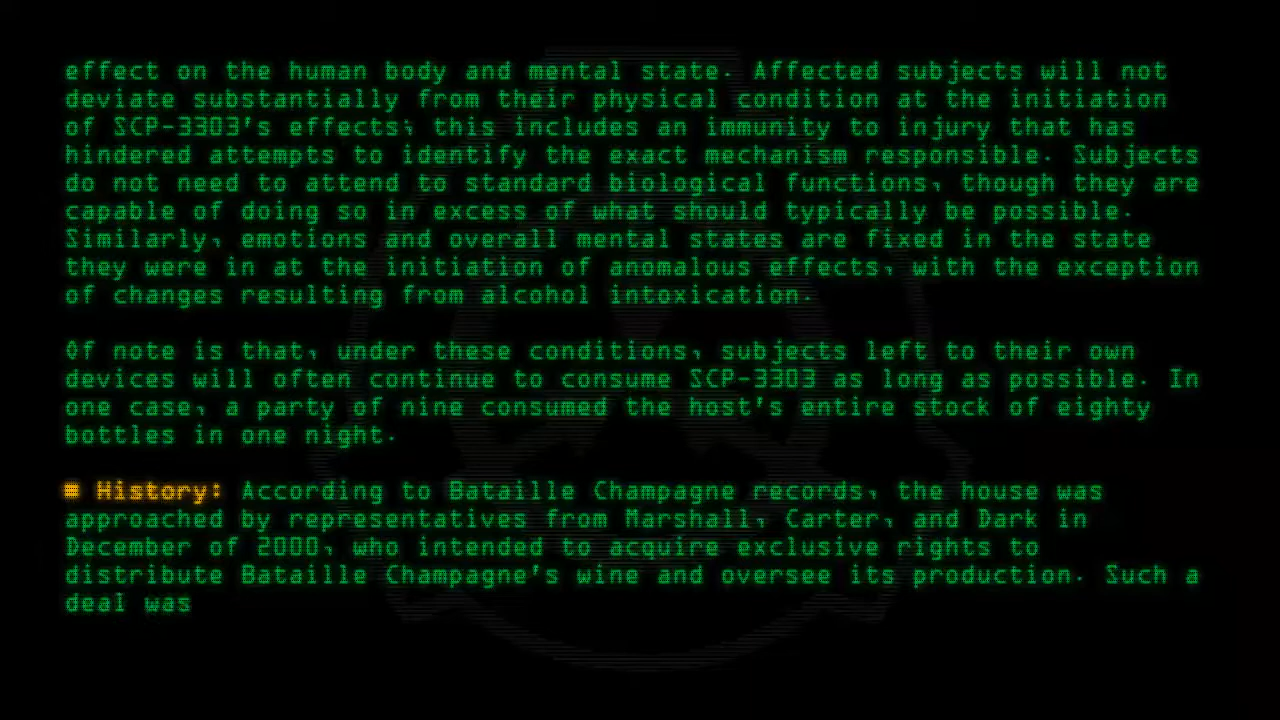 effect on the human body and mental state. Affected subjects will not
deviate substantially from their physical condition at the initiation
of SCP-3303's effects; this includes an immunity to injury that has
hindered attempts to identify the exact mechanism responsible. Subjects
do not need to attend to standard biological functions, though they are
capable of doing so in excess of what should typically be possible.
Similarly, emotions and overall mental states are fixed in the state
they were in at the initiation of anomalous effects, with the exception
of changes resulting from alcohol intoxication.
Of note is that, under these conditions, subjects left to their own
devices will often continue to consume SCP-3303 as long as possible. In
one case, a party of nine consumed the host's entire stock of eighty
bottles in one night.
■ History: According to Bataille Champagne records, the house was
approached by representatives from Marshall, Carter, and Dark in
December of 2000, who intended to acquire exclusive rights to
distribute Bataille Champagne's wine and oversee its production. Such a
deal was